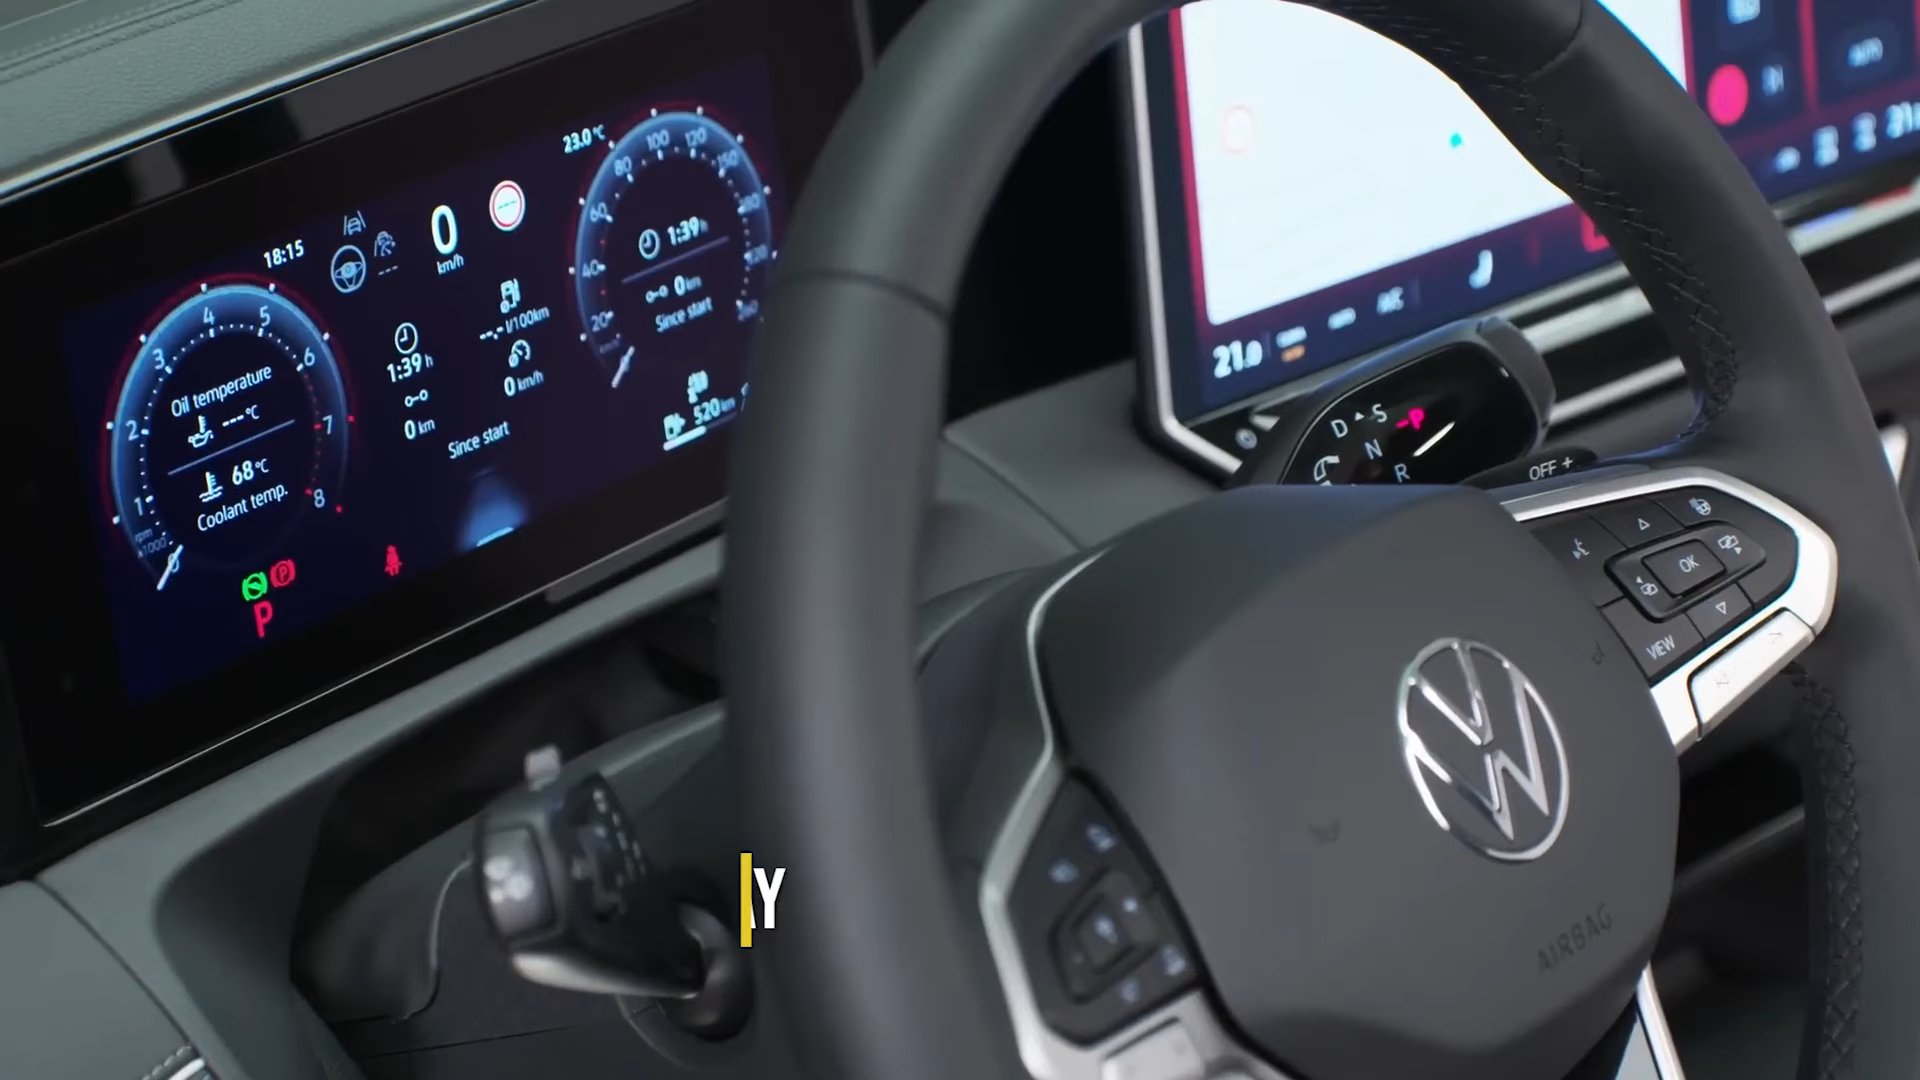 23.0 °C
18:15
0
km/h
80 100 120 150
60
40
20
1:39 h
0 km
Since start
520 km
4 5
3 6
2 7
1 8
rpm
x1000
Oil temperature
---°C
68 °C
Coolant temp.
---
1:39 h
0 km
-.-l/100km
0 km/h
Since start
P
P
21.0
D S P
N
R
OFF +
OK
VIEW
AIRBAG
Y